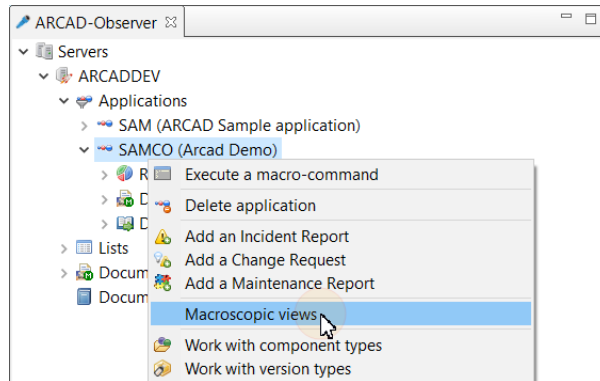 ARCAD-Observer
Servers
ARCADDEV
Applications
SAM (ARCAD Sample application)
SAMCO (Arcad Demo)
R
Execute a macro-command
D
Delete application
D
Add an Incident Report
Lists
Add a Change Request
Docum
Add a Maintenance Report
Docum
Macroscopic views
Work with component types
Work with version types